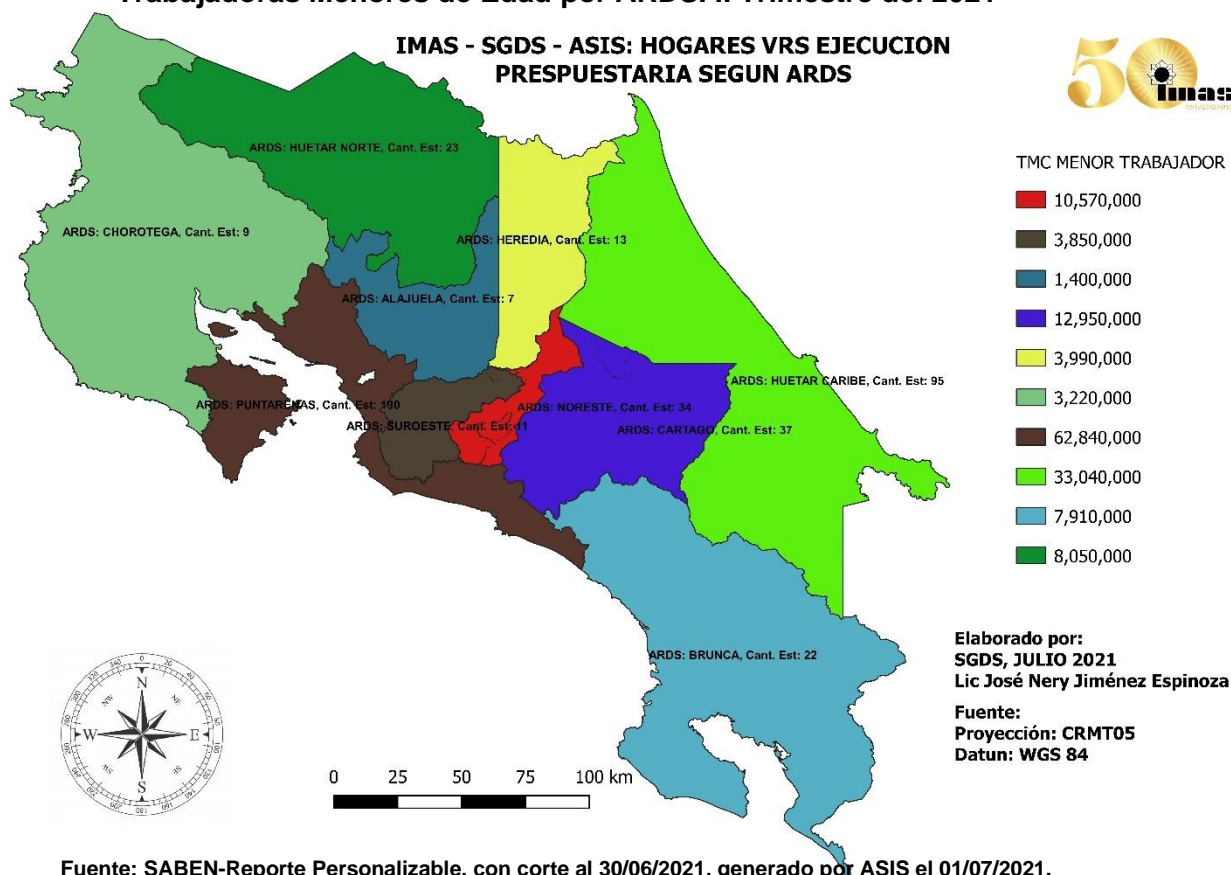 Trabajadoras Menores de Edad por ARDS. II Trimestre del 2021
IMAS - SGDS - ASIS: HOGARES VRS EJECUCION
PRESPUESTARIA SEGUN ARDS
50
imas
ANIVERSARIO
ARDS: HUETAR NORTE, Cant. Est: 23
ARDS: CHOROTEGA, Cant. Est: 9
ARDS: HEREDIA, Cant. Est: 13
ARDS: ALAJUELA, Cant. Est: 7
ARDS: HUETAR CARIBE, Cant. Est: 95
ARDS: PUNTARENAS, Cant. Est: 190
ARDS: NORESTE, Cant. Est: 34
ARDS: SUROESTE, Cant. Est: 11
ARDS: CARTAGO, Cant. Est: 37
ARDS: BRUNCA, Cant. Est: 22
TMC MENOR TRABAJADOR
10,570,000
3,850,000
1,400,000
12,950,000
3,990,000
3,220,000
62,840,000
33,040,000
7,910,000
8,050,000
Elaborado por:
SGDS, JULIO 2021
Lic José Nery Jiménez Espinoza
Fuente:
Proyección: CRMT05
Datun: WGS 84
N
NE
E
SE
S
SW
W
NW
0 25 50 75 100 km
Fuente: SABEN-Reporte Personalizable, con corte al 30/06/2021, generado por ASIS el 01/07/2021.